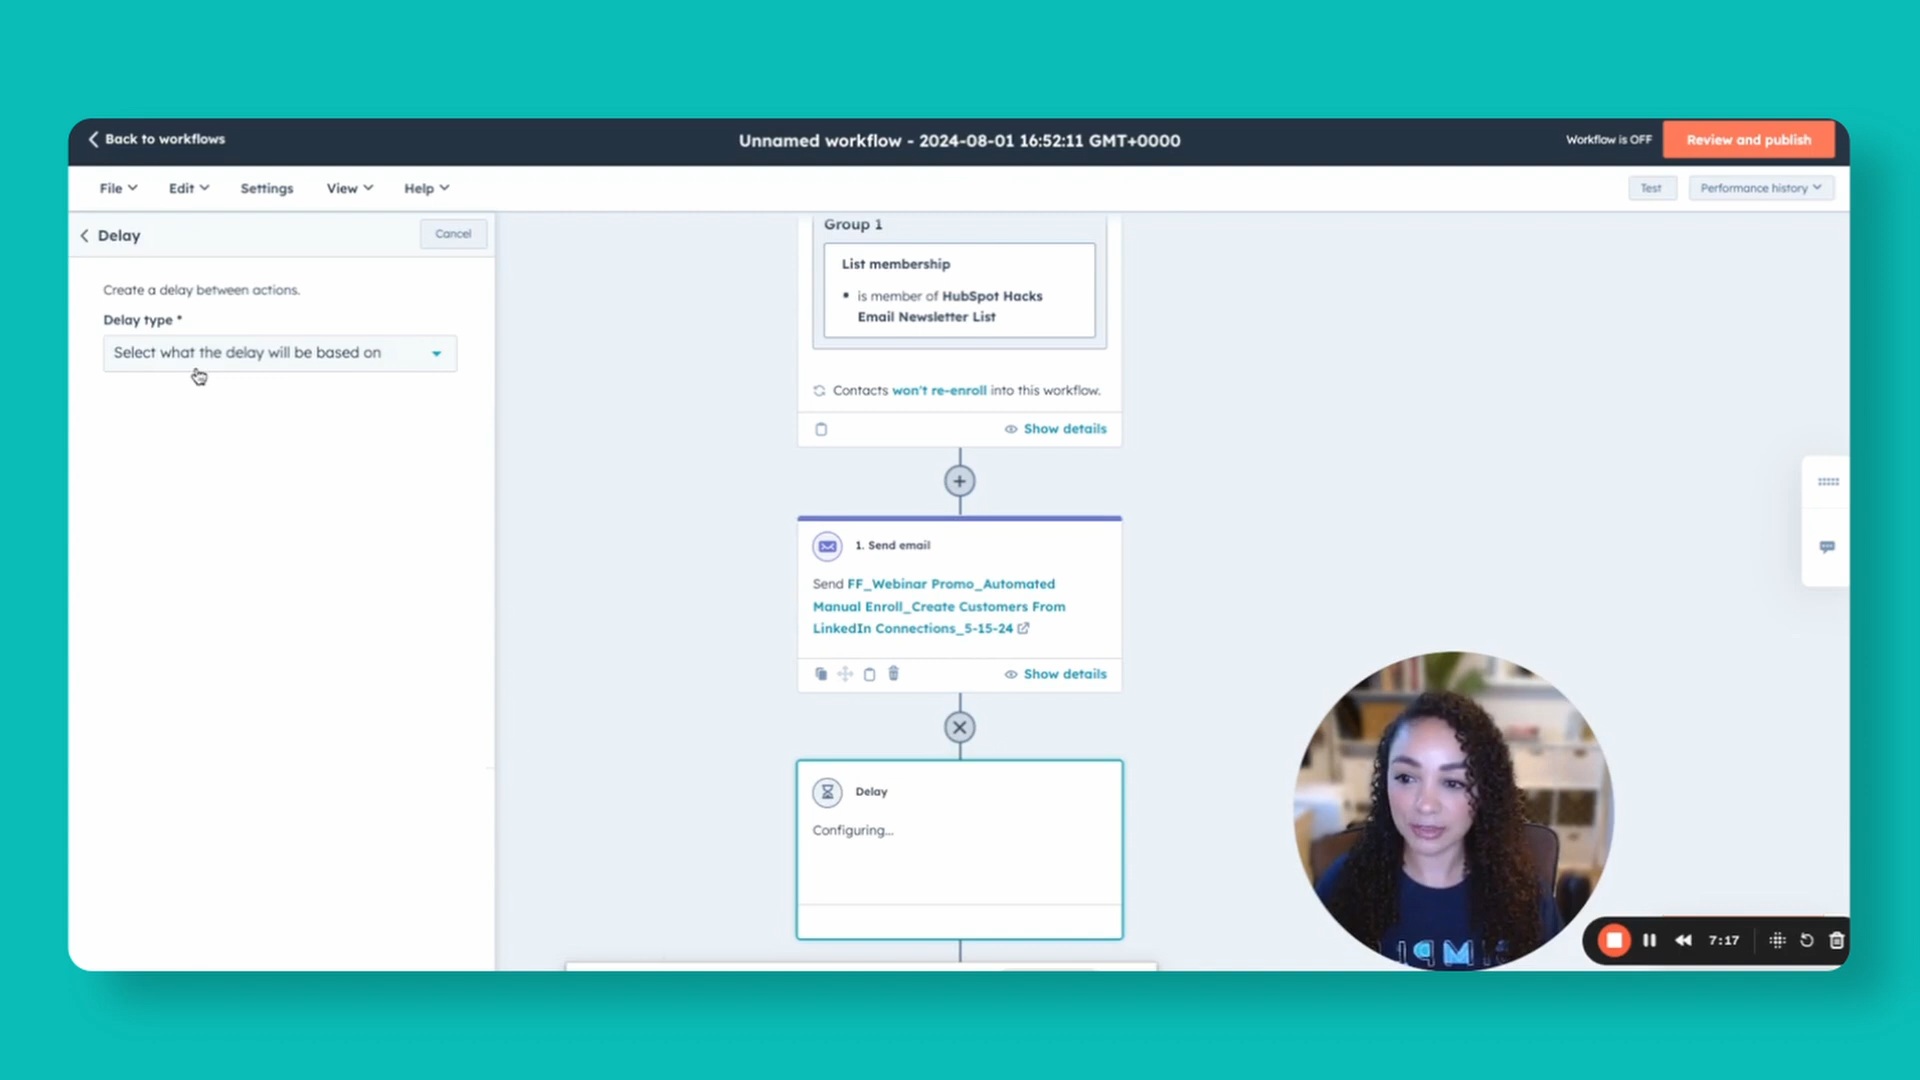 Back to workflows
Unnamed workflow - 2024-08-01 16:52:11 GMT+0000
Workflow is OFF
Review and publish
File
Edit
Settings
View
Help
Test
Performance history
Delay
Cancel
Create a delay between actions.
Delay type *
Select what the delay will be based on
Group 1
List membership
• is member of HubSpot Hacks
Email Newsletter List
Contacts won't re-enroll into this workflow.
Show details
1. Send email
Send FF_Webinar Promo_Automated
Manual Enroll_Create Customers From
LinkedIn Connections_5-15-24
Show details
Delay
Configuring...
7:17